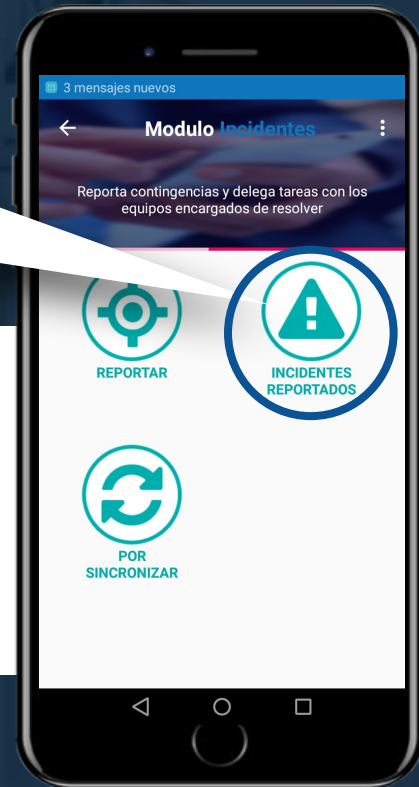 3 mensajes nuevos
Modulo Incidentes
Reporta contingencias y delega tareas con los
equipos encargados de resolver
REPORTAR
INCIDENTES
REPORTADOS
POR
SINCRONIZAR